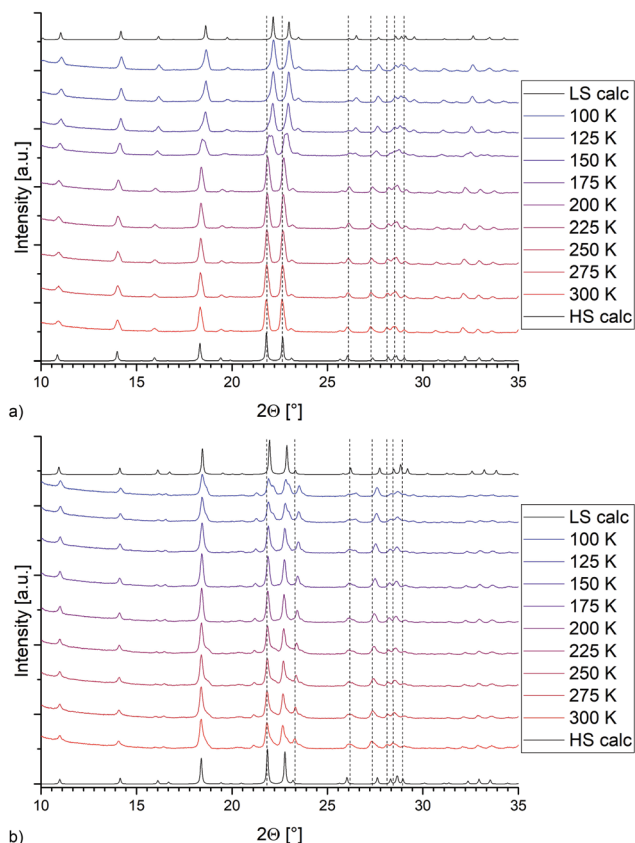 Intensity [a.u.]
10 15 20 25 30 35
2Θ [°]
a)
LS calc
100 K
125 K
150 K
175 K
200 K
225 K
250 K
275 K
300 K
HS calc
Intensity [a.u.]
10 15 20 25 30 35
2Θ [°]
b)
LS calc
100 K
125 K
150 K
175 K
200 K
225 K
250 K
275 K
300 K
HS calc